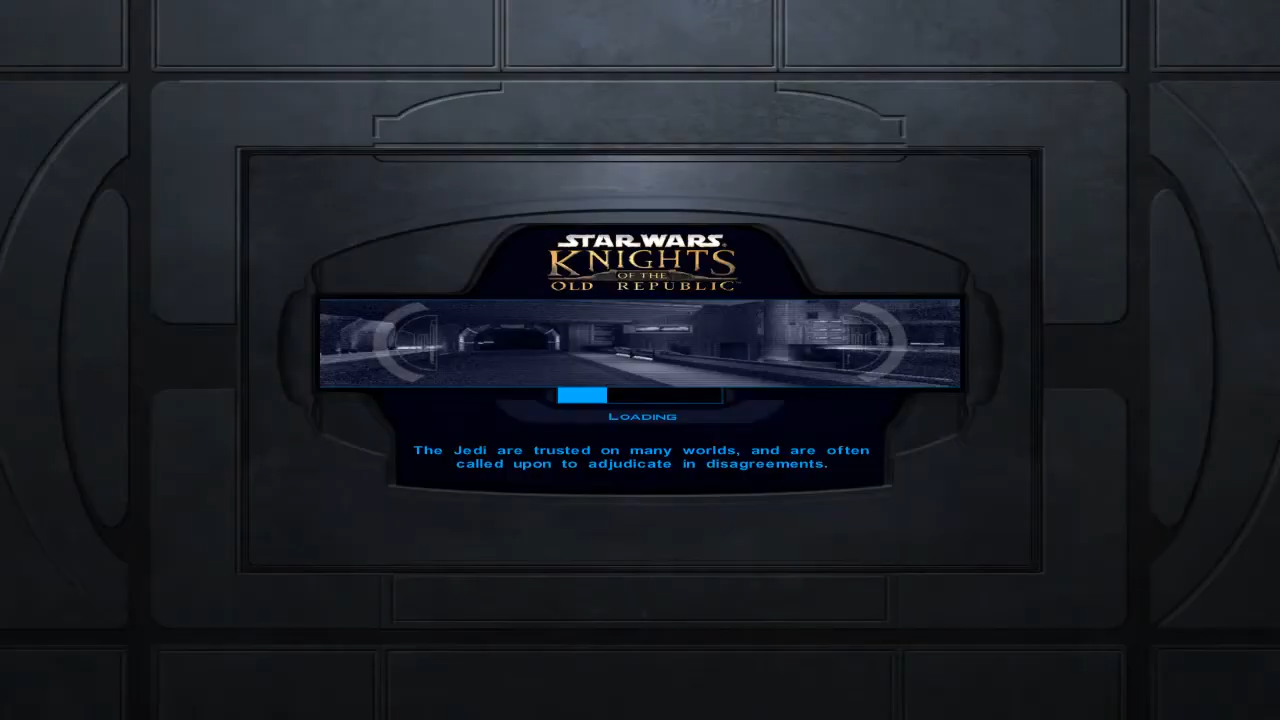 STAR WARS
KNIGHTS
OF THE
OLD REPUBLIC
LOADING
The Jedi are trusted on many worlds, and are often
called upon to adjudicate in disagreements.